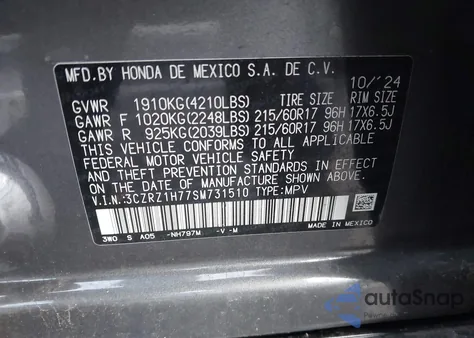 MFD.BY HONDA DE MEXICO S.A. DE C.V.
10/'24
GVWR 1910KG(4210LBS) TIRE SIZE RIM SIZE
GAWR F 1020KG(2248LBS) 215/60R17 96H 17X6.5J
GAWR R 925KG(2039LBS) 215/60R17 96H 17X6.5J
THIS VEHICLE CONFORMS TO ALL APPLICABLE
FEDERAL MOTOR VEHICLE SAFETY
AND THEFT PREVENTION STANDARDS IN EFFECT
ON THE DATE OF MANUFACTURE SHOWN ABOVE.
V.I.N.:3CZRZ1H77SM731510 TYPE:MPV
3W0 S A05 -NH797M -V -M MADE IN MEXICO
autoSnap